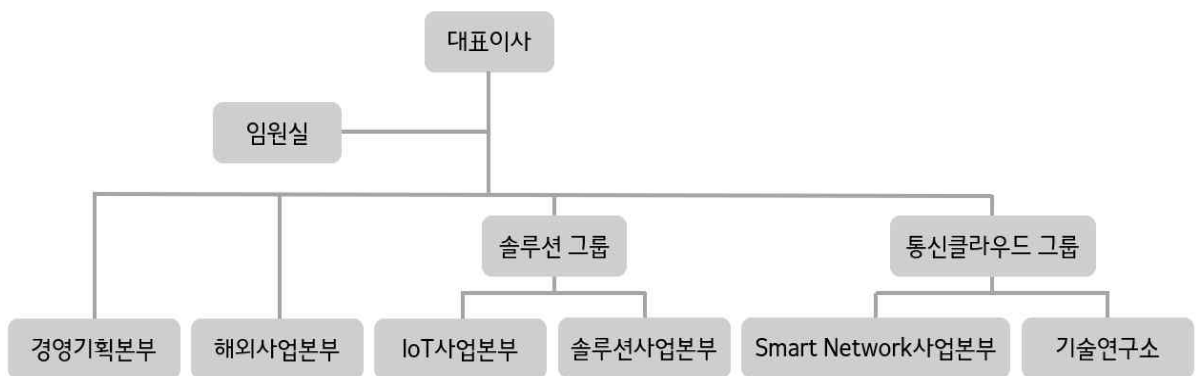 대표이사
임원실
솔루션 그룹
통신클라우드 그룹
경영기획본부
해외사업본부
IoT사업본부
솔루션사업본부
Smart Network사업본부
기술연구소